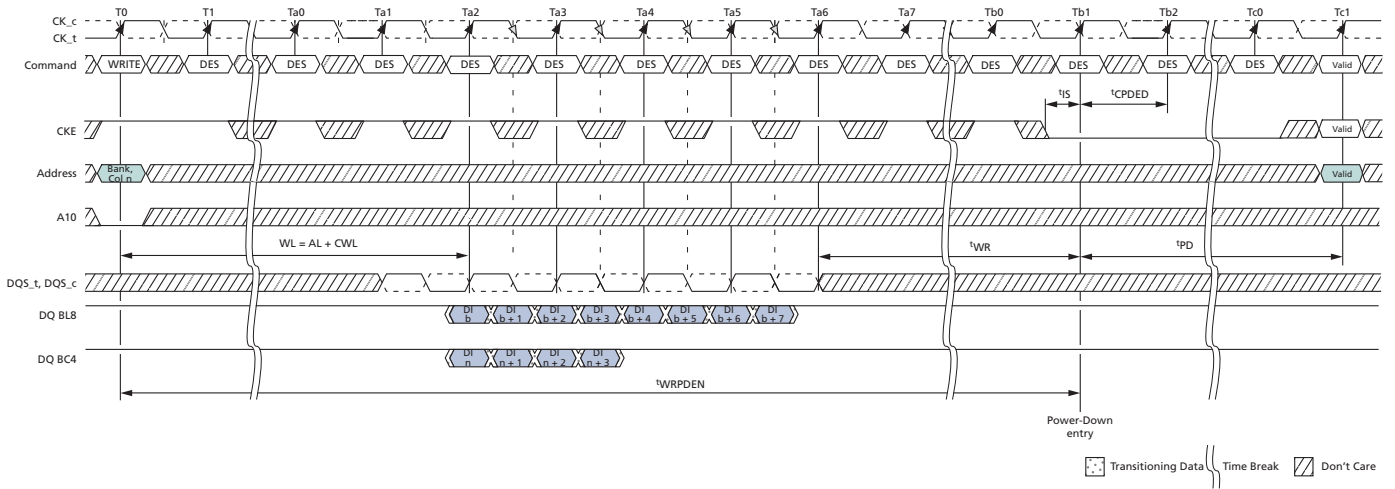 T0 T1 Ta0 Ta1 Ta2 Ta3 Ta4 Ta5 Ta6 Ta7 Tb0 Tb1 Tb2 Tc0 Tc1
CK_c
CK_t
Command WRITE DES DES DES DES DES DES DES DES DES DES DES DES DES Valid
tIS tCPDED
CKE Valid
Address Bank, Col n Valid
A10
WL = AL + CWL tWR tPD
DQS_t, DQS_c
DQ BL8 DI b DI b + 1 DI b + 2 DI b + 3 DI b + 4 DI b + 5 DI b + 6 DI b + 7
DQ BC4 DI n DI n + 1 DI n + 2 DI n + 3
tWRPDEN
Power-Down
entry
Transitioning Data Time Break Don't Care